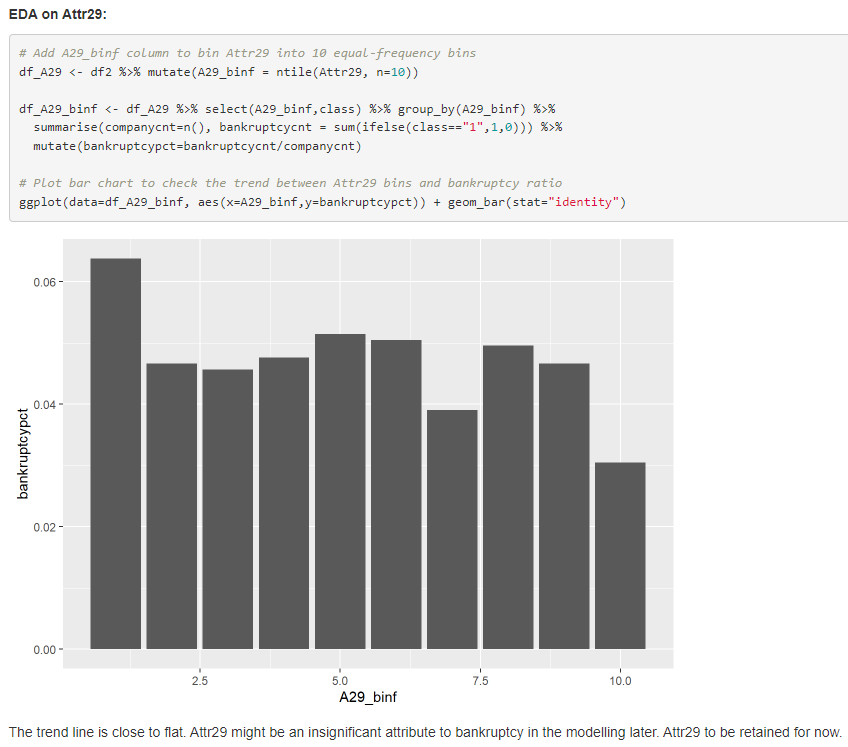 EDA on Attr29:
# Add A29_binf column to bin Attr29 into 10 equal-frequency bins
df_A29 <- df2 %>% mutate(A29_binf = ntile(Attr29, n=10))
df_A29_binf <- df_A29 %>% select(A29_binf,class) %>% group_by(A29_binf) %>%
  summarise(companycnt=n(), bankruptcycnt = sum(ifelse(class=="1",1,0))) %>%
  mutate(bankruptcypct=bankruptcycnt/companycnt)
# Plot bar chart to check the trend between Attr29 bins and bankruptcy ratio
ggplot(data=df_A29_binf, aes(x=A29_binf,y=bankruptcypct)) + geom_bar(stat="identity")
0.06
0.04
bankruptcypct
0.02
0.00
2.5 5.0 7.5 10.0
A29_binf
The trend line is close to flat. Attr29 might be an insignificant attribute to bankruptcy in the modelling later. Attr29 to be retained for now.